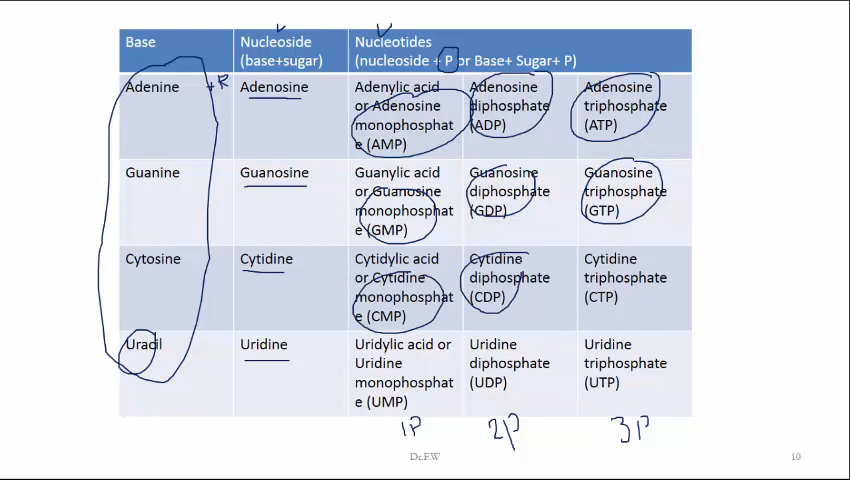 Base
Nucleoside
(base+sugar)
Nucleotides
(nucleoside + P or Base+ Sugar+ P)
Adenine
+R
Adenosine
Adenylic acid
or Adenosine
monophosphat
e (AMP)
Adenosine
diphosphate
(ADP)
Adenosine
triphosphate
(ATP)
Guanine
Guanosine
Guanylic acid
or Guanosine
monophosphat
e (GMP)
Guanosine
diphosphate
(GDP)
Guanosine
triphosphate
(GTP)
Cytosine
Cytidine
Cytidylic acid
or Cytidine
monophosphat
e (CMP)
Cytidine
diphosphate
(CDP)
Cytidine
triphosphate
(CTP)
Uracil
Uridine
Uridylic acid or
Uridine
monophosphat
e (UMP)
Uridine
diphosphate
(UDP)
Uridine
triphosphate
(UTP)
1P
2P
3P
Dr.F.W
10